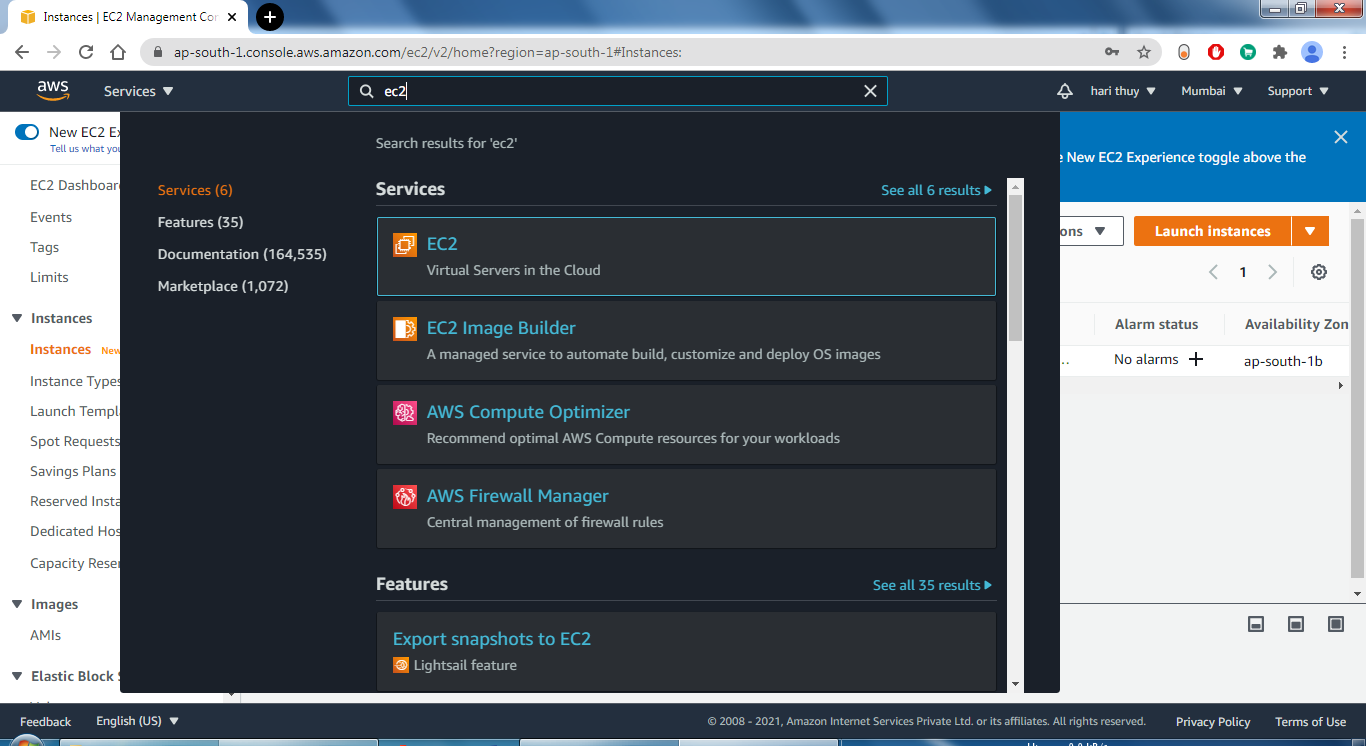 Instances | EC2 Management Con
ap-south-1.console.aws.amazon.com/ec2/v2/home?region=ap-south-1#Instances:
aws
Services
ec2
hari thuy
Mumbai
Support
New EC2 Ex
Tell us what you
EC2 Dashboar
Events
Tags
Limits
Instances
Instances New
Instance Types
Launch Templa
Spot Requests
Savings Plans
Reserved Insta
Dedicated Hos
Capacity Reser
Images
AMIs
Elastic Block S
Search results for 'ec2'
Services (6)
Features (35)
Documentation (164,535)
Marketplace (1,072)
Services
See all 6 results
EC2
Virtual Servers in the Cloud
EC2 Image Builder
A managed service to automate build, customize and deploy OS images
AWS Compute Optimizer
Recommend optimal AWS Compute resources for your workloads
AWS Firewall Manager
Central management of firewall rules
Features
See all 35 results
Export snapshots to EC2
Lightsail feature
e New EC2 Experience toggle above the
ons
Launch instances
1
Alarm status
Availability Zon
...
No alarms
ap-south-1b
Feedback
English (US)
© 2008 - 2021, Amazon Internet Services Private Ltd. or its affiliates. All rights reserved.
Privacy Policy
Terms of Use